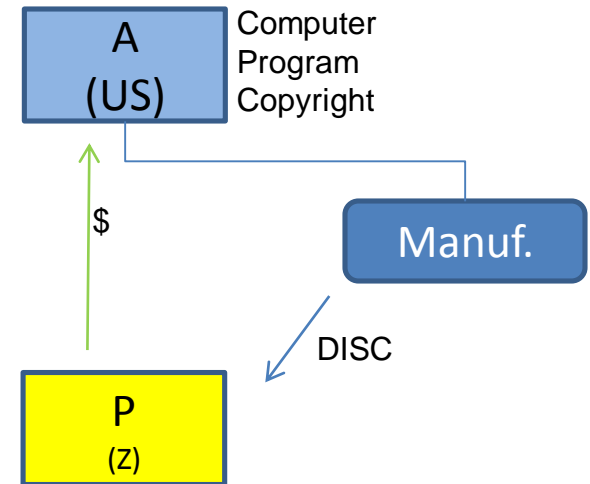 A
(US)
Computer
Program
Copyright
$
Manuf.
DISC
P
(Z)